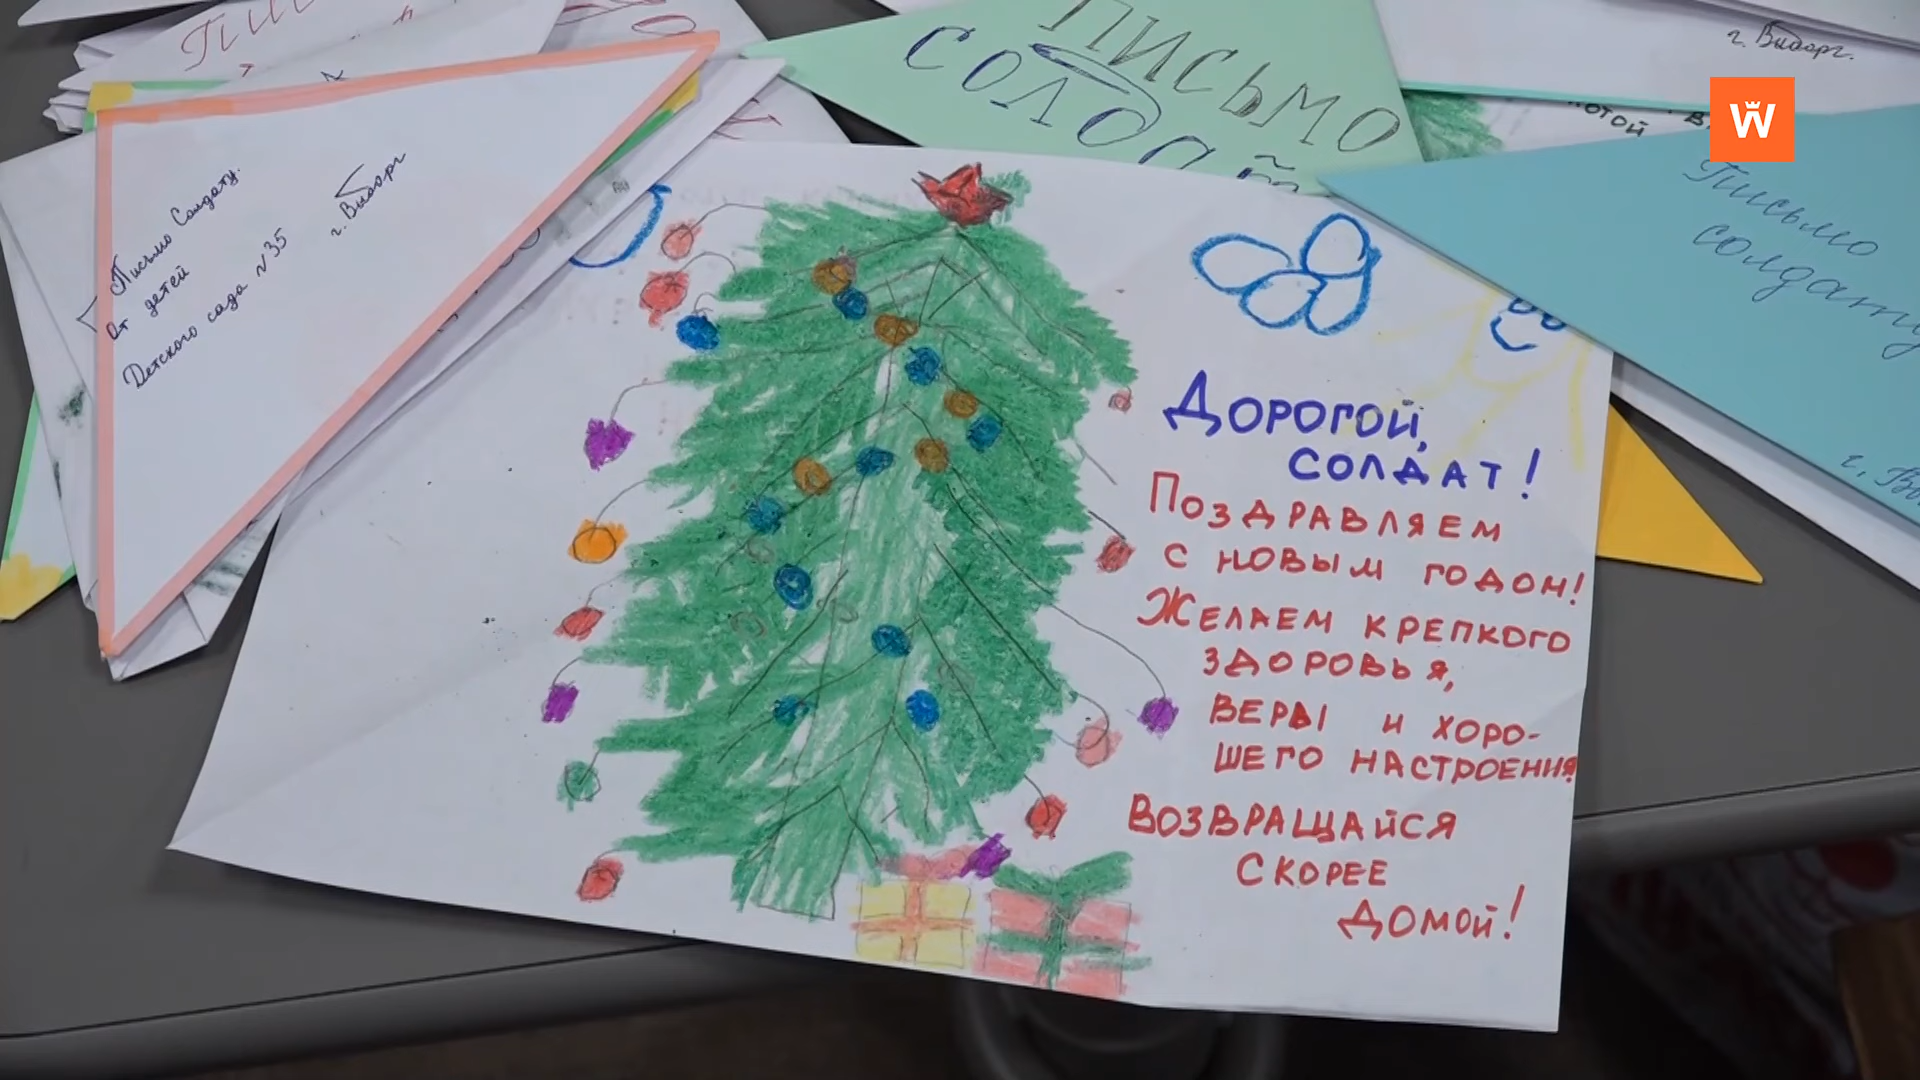 Письмо Солдату.
От детей
Детского сада №35
г. Выборг
ПИСЬМО
г. Выборг.
W
Письмо
солдату
ДОРОГОЙ,
СОЛДАТ!
ПОЗДРАВЛЯЕМ
С НОВЫМ ГОДОМ!
ЖЕЛАЕМ КРЕПКОГО
ЗДОРОВЬЯ,
ВЕРЫ И ХОРО-
ШЕГО НАСТРОЕНИЯ
ВОЗВРАЩАЙСЯ
СКОРЕЕ
ДОМОЙ!